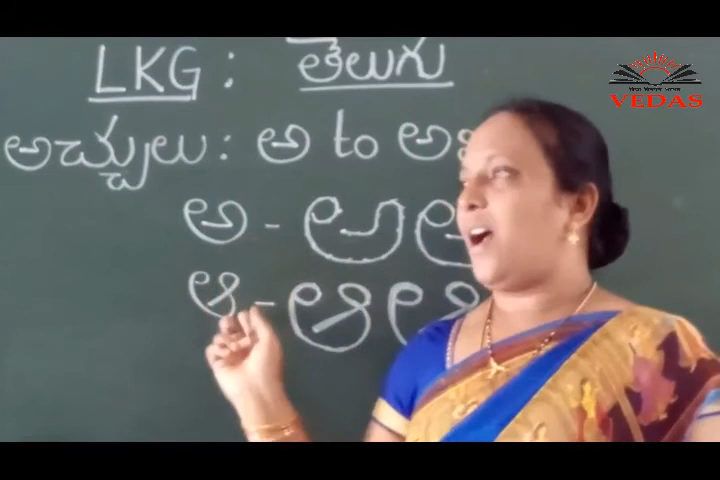 LKG : తెలుగు
VEDAS
అచ్చులు : అ to
అ - అ
ఆ - ఆ ఆ